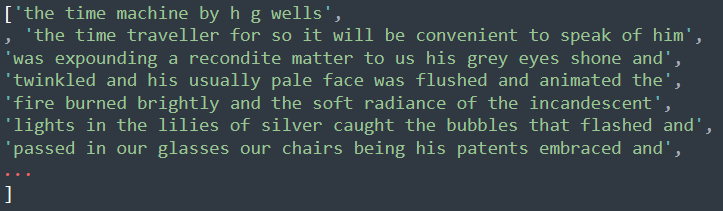 ['the time machine by h g wells',
, 'the time traveller for so it will be convenient to speak of him',
'was expounding a recondite matter to us his grey eyes shone and',
'twinkled and his usually pale face was flushed and animated the',
'fire burned brightly and the soft radiance of the incandescent',
'lights in the lilies of silver caught the bubbles that flashed and',
'passed in our glasses our chairs being his patents embraced and',
...
]